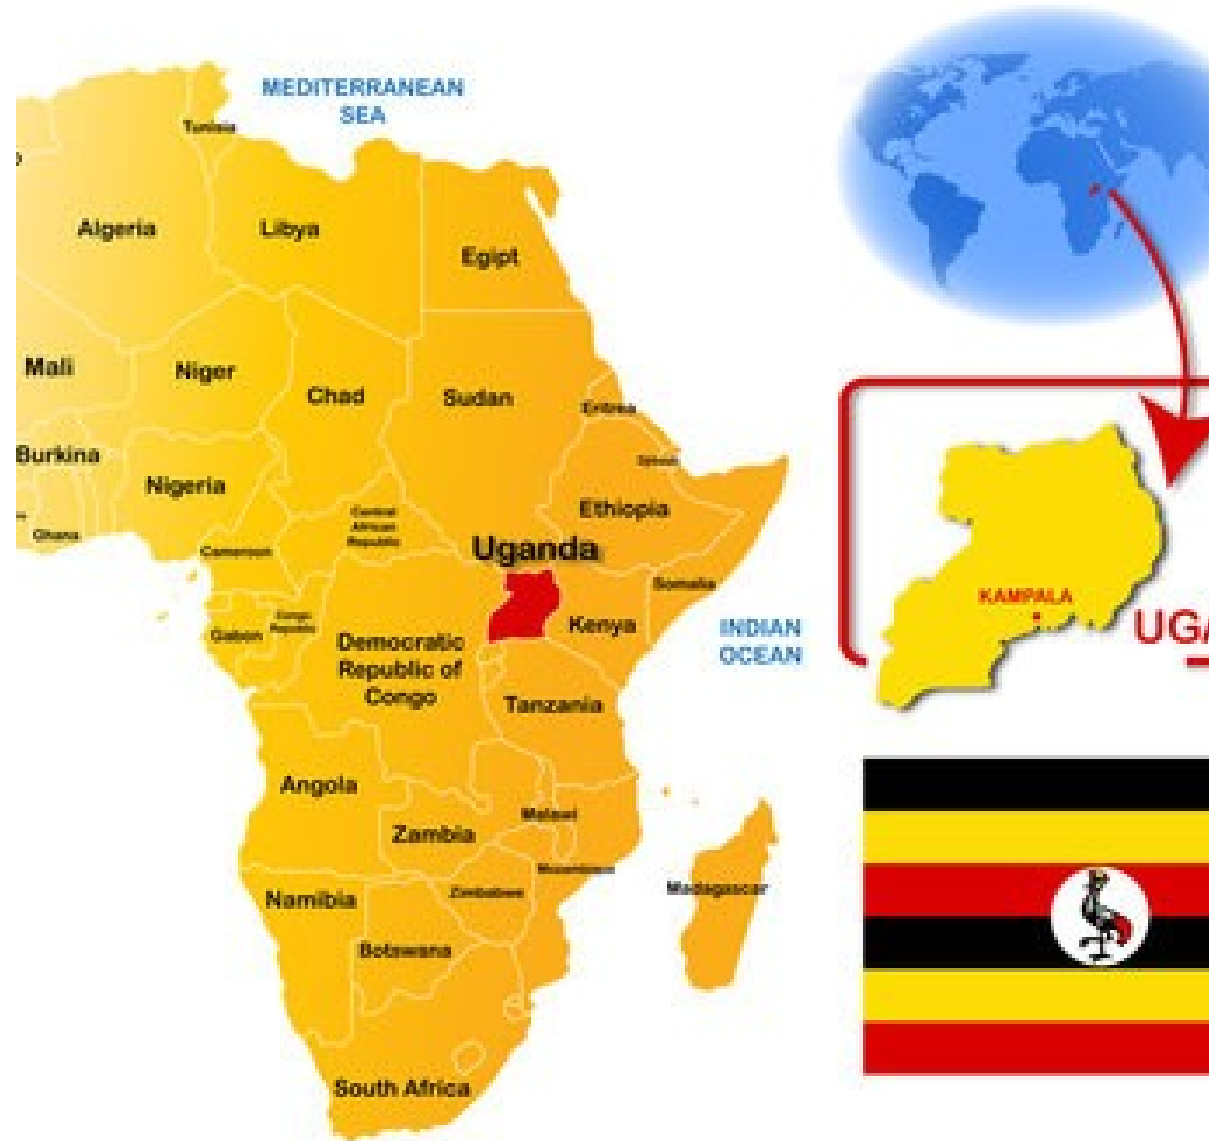 MEDITERRANEAN
SEA
Tunisia
Algeria
Libya
Egipt
Mali
Niger
Chad
Sudan
Eritrea
Burkina
Nigeria
Djibouti
Ethiopia
Ghana
Central
African
Republic
Cameroon
Uganda
Somalia
Gabon
Congo
Republic
Kenya
Democratic
Republic of
Congo
INDIAN
OCEAN
Tanzania
Angola
Malawi
Zambia
Mozambique
Zimbabwe
Namibia
Madagascar
Botswana
South Africa
KAMPALA
UGA